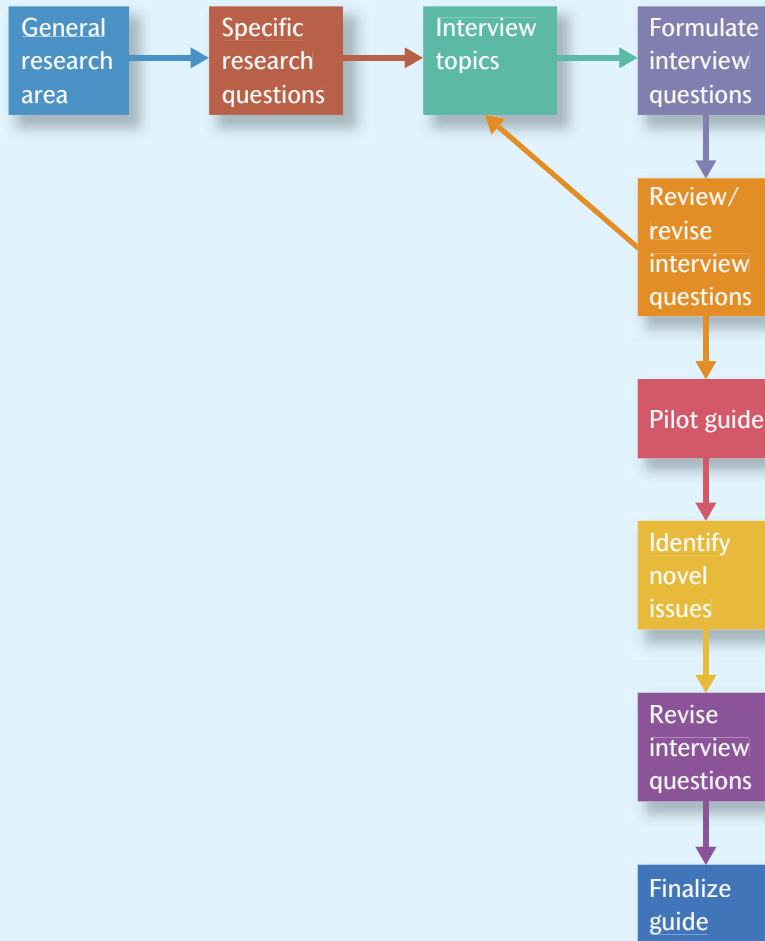 General
research
area
Specific
research
questions
Interview
topics
Formulate
interview
questions
Review/
revise
interview
questions
Pilot guide
Identify
novel
issues
Revise
interview
questions
Finalize
guide